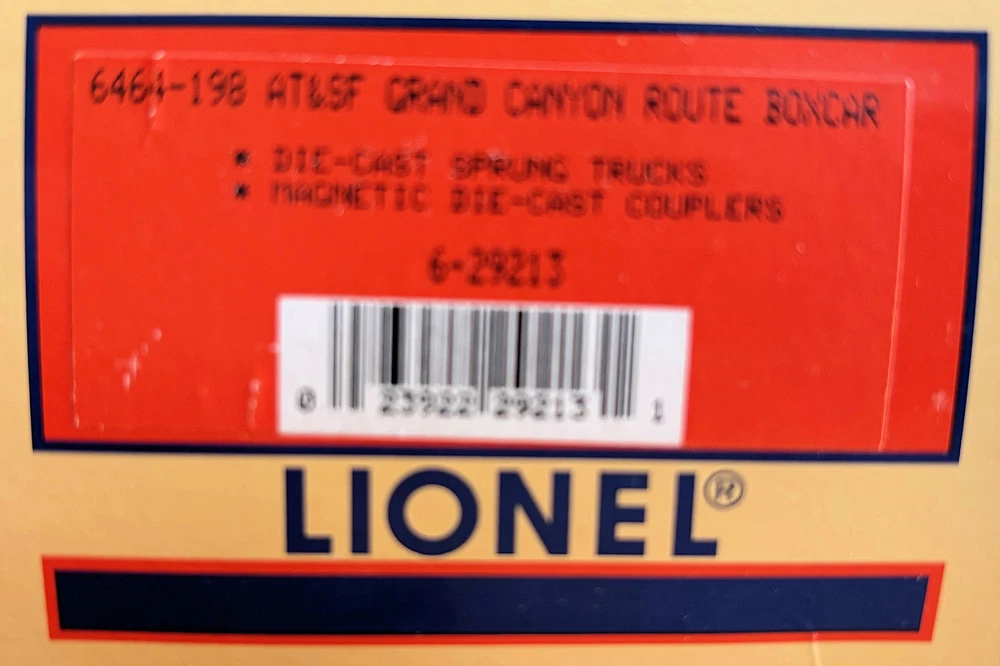 6464-198 AT&SF GRAND CANYON ROUTE BOXCAR
* DIE-CAST SPRUNG TRUCKS
* MAGNETIC DIE-CAST COUPLERS
6-29213
0 23922 29213 1
LIONEL®